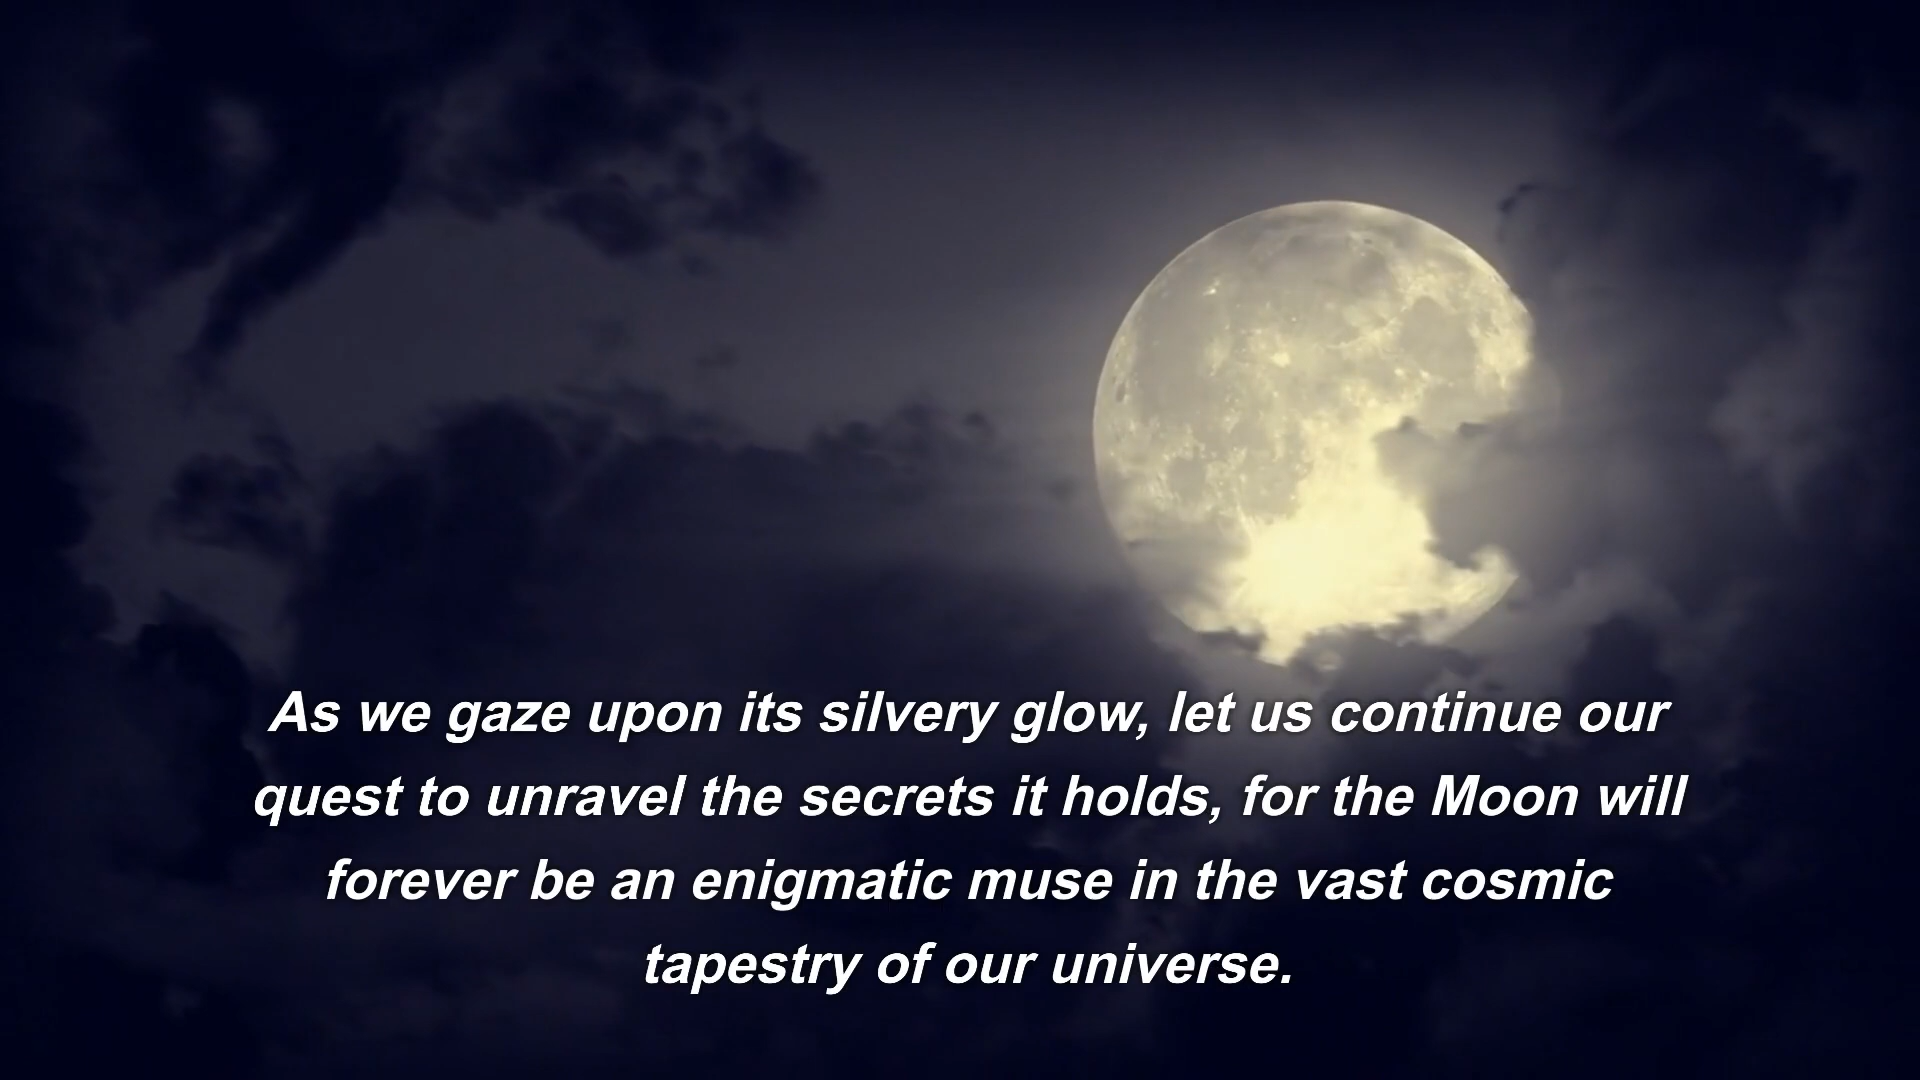 As we gaze upon its silvery glow, let us continue our
quest to unravel the secrets it holds, for the Moon will
forever be an enigmatic muse in the vast cosmic
tapestry of our universe.